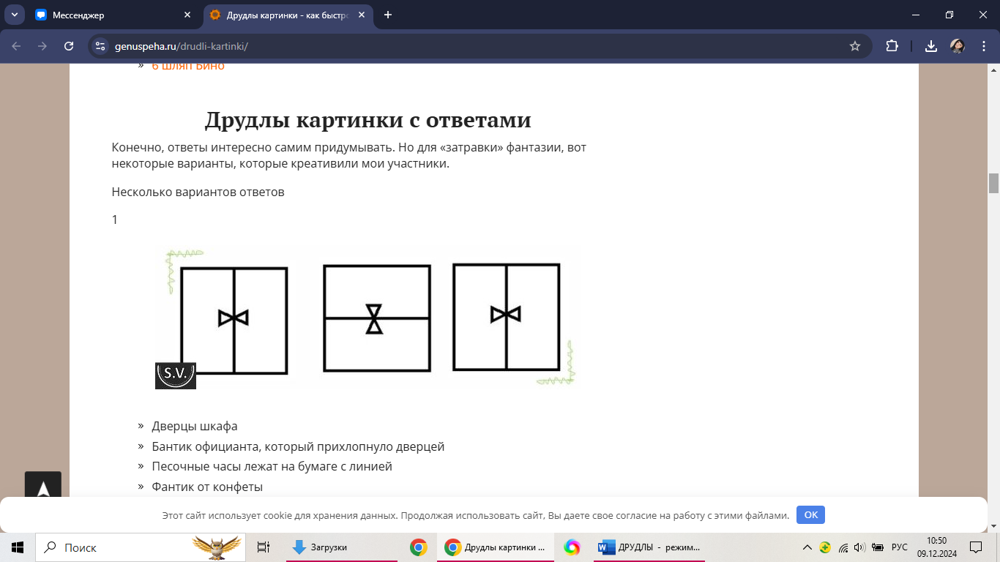 Мессенджер
Друдлы картинки - как быстро
genuspeha.ru/drudli-kartinki/
6 шляп Бино
Друдлы картинки с ответами
Конечно, ответы интересно самим придумывать. Но для «затравки» фантазии, вот
некоторые варианты, которые креативили мои участники.
Несколько вариантов ответов
1
S.V.
» Дверцы шкафа
» Бантик официанта, который прихлопнуло дверцей
» Песочные часы лежат на бумаге с линией
» Фантик от конфеты
Этот сайт использует cookie для хранения данных. Продолжая использовать сайт, Вы даете свое согласие на работу с этими файлами. OK
Поиск
Загрузки
Друдлы картинки ...
ДРУДЛЫ - режим...
РУС
10:50
09.12.2024